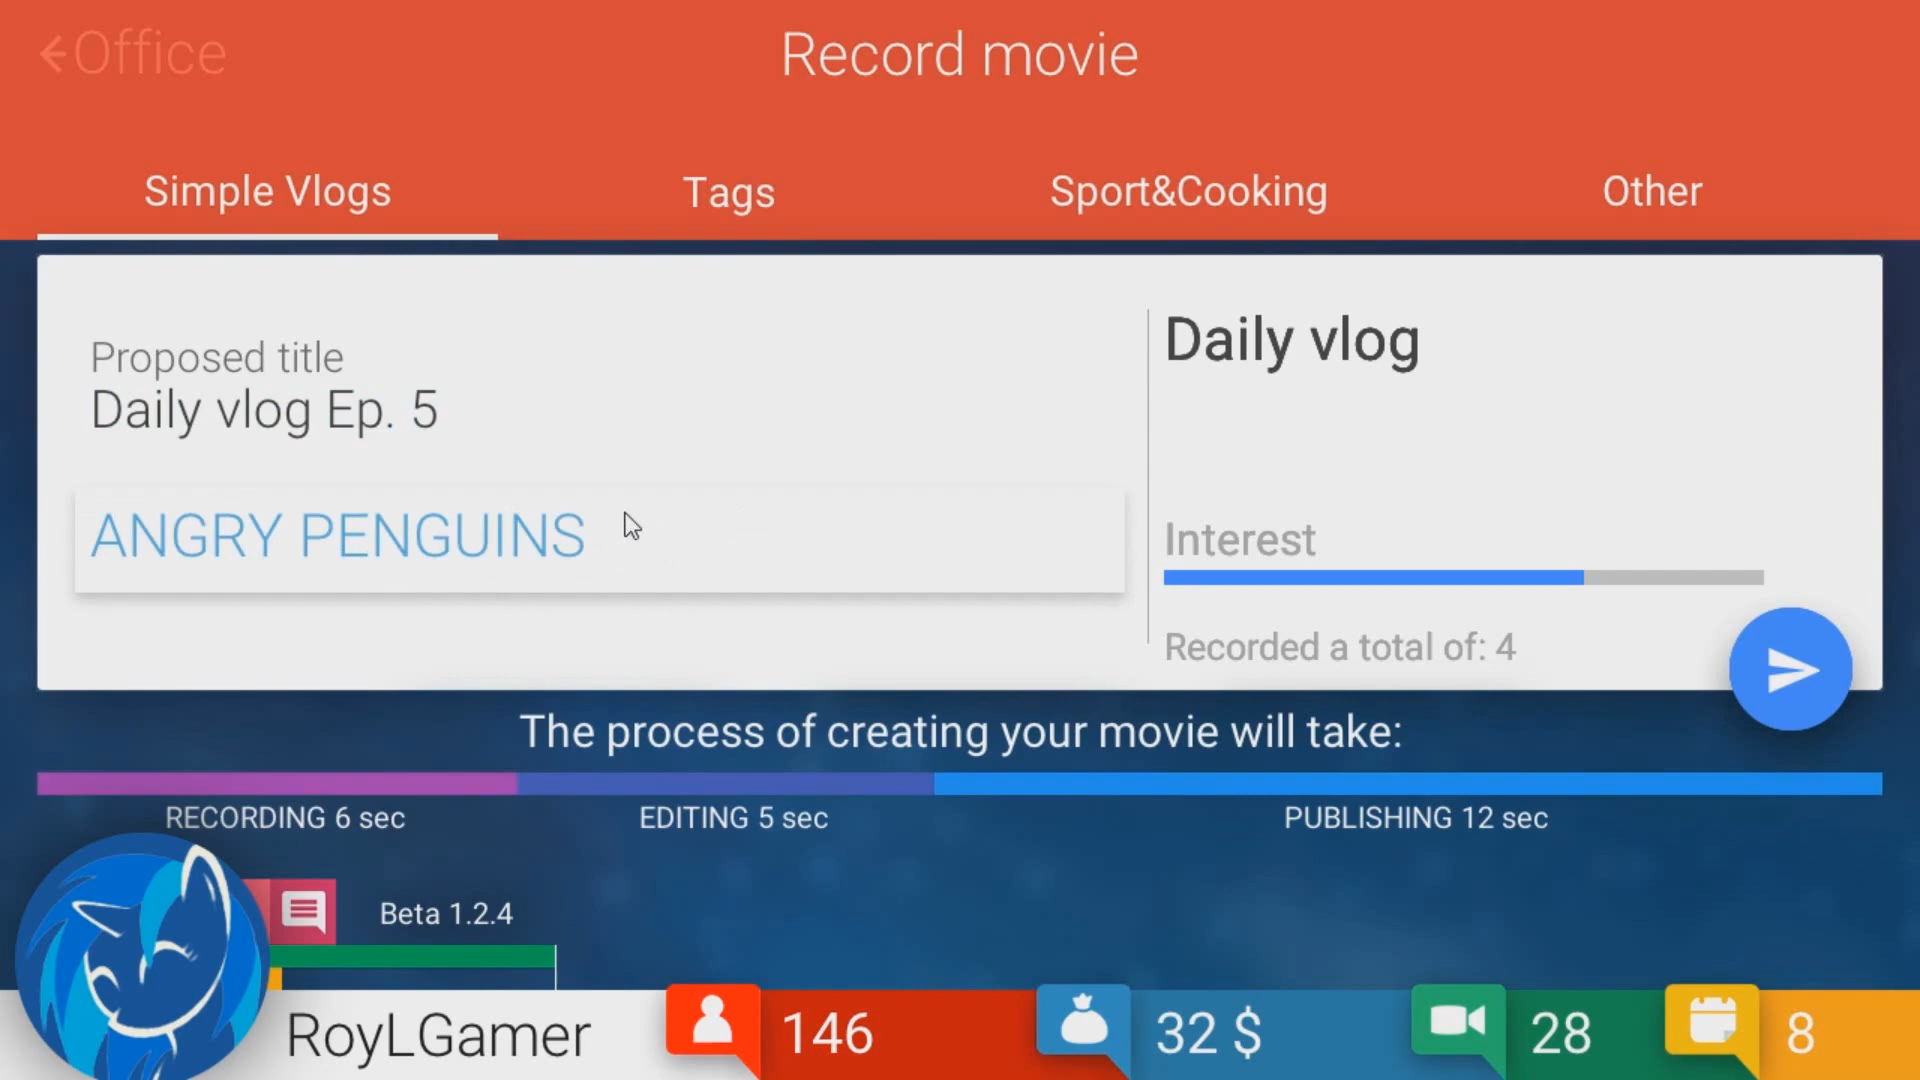 Office
Record movie
Simple Vlogs
Tags
Sport&Cooking
Other
Proposed title
Daily vlog Ep. 5
ANGRY PENGUINS
Daily vlog
Interest
Recorded a total of: 4
The process of creating your movie will take:
RECORDING 6 sec
EDITING 5 sec
PUBLISHING 12 sec
Beta 1.2.4
RoyLGamer
146
32 $
28
8